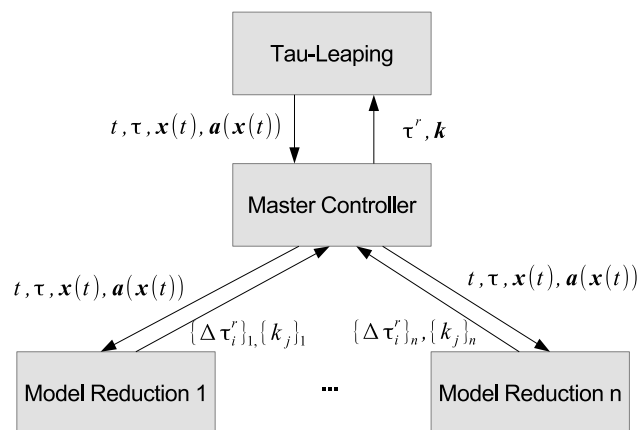 Tau-Leaping
t, τ, x(t), a(x(t))
τ^r, k
Master Controller
t, τ, x(t), a(x(t))
t, τ, x(t), a(x(t))
{Δτ_i^r}_1, {k_j}_1
{Δτ_i^r}_n, {k_j}_n
Model Reduction 1
...
Model Reduction n